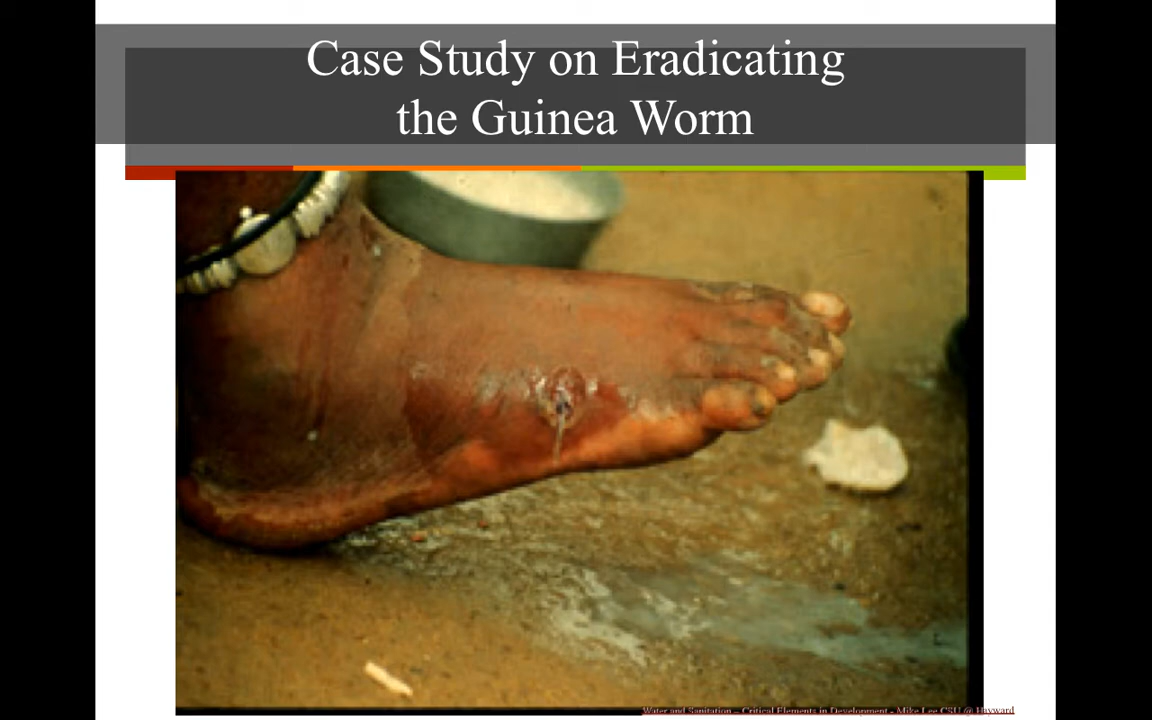 Case Study on Eradicating
the Guinea Worm
Water and Sanitation – Critical Elements in Development - Mike Lee CSU @ Hayward